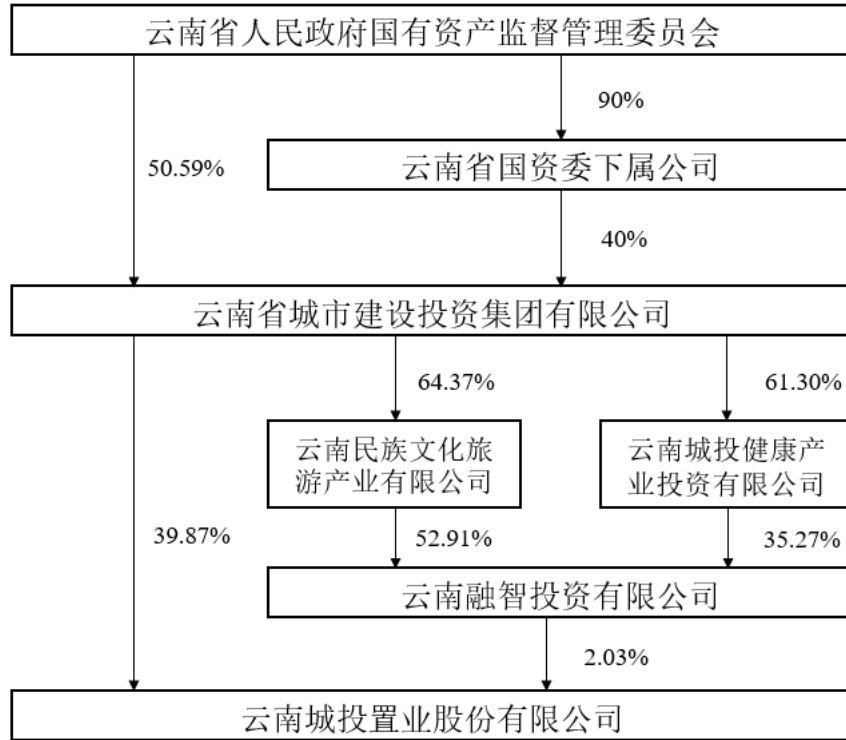 云南省人民政府国有资产监督管理委员会
90%
50.59%
云南省国资委下属公司
40%
云南省城市建设投资集团有限公司
64.37%
61.30%
云南民族文化旅
游产业有限公司
云南城投健康产
业投资有限公司
39.87%
52.91%
35.27%
云南融智投资有限公司
2.03%
云南城投置业股份有限公司